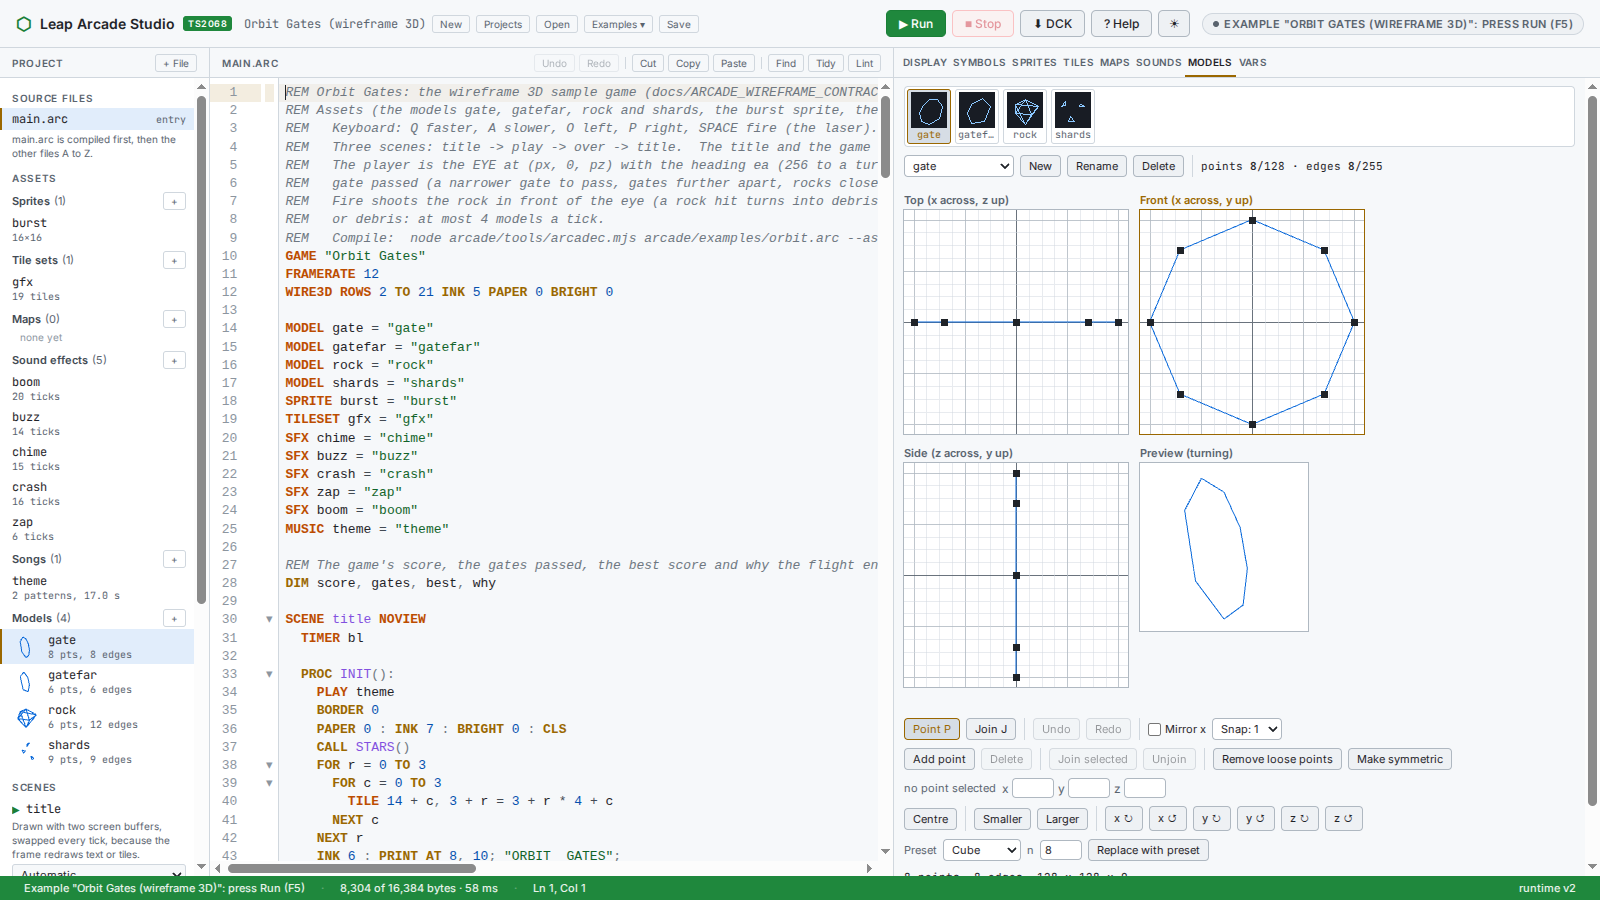 Leap Arcade Studio TS2068 Orbit Gates (wireframe 3D) New Projects Open Examples ▾ Save ▶ Run ■ Stop ⬇ DCK ? Help ☀ ● EXAMPLE "ORBIT GATES (WIREFRAME 3D)": PRESS RUN (F5)
PROJECT + File
SOURCE FILES
main.arc entry
main.arc is compiled first, then the
other files A to Z.
ASSETS
Sprites (1) +
burst
16×16
Tile sets (1) +
gfx
19 tiles
Maps (0) +
none yet
Sound effects (5) +
boom
20 ticks
buzz
14 ticks
chime
15 ticks
crash
16 ticks
zap
6 ticks
Songs (1) +
theme
2 patterns, 17.0 s
Models (4) +
gate
8 pts, 8 edges
gatefar
6 pts, 6 edges
rock
6 pts, 12 edges
shards
9 pts, 9 edges
SCENES
▶ title
Drawn with two screen buffers,
swapped every tick, because the
frame redraws text or tiles.
Automatic
MAIN.ARC Undo Redo Cut Copy Paste Find Tidy Lint
1 REM Orbit Gates: the wireframe 3D sample game (docs/ARCADE_WIREFRAME_CONTRAC
2 REM Assets (the models gate, gatefar, rock and shards, the burst sprite, the
3 REM   Keyboard: Q faster, A slower, O left, P right, SPACE fire (the laser).
4 REM   Three scenes: title -> play -> over -> title.  The title and the game
5 REM   The player is the EYE at (px, 0, pz) with the heading ea (256 to a tur
6 REM   gate passed (a narrower gate to pass, gates further apart, rocks close
7 REM   Fire shoots the rock in front of the eye (a rock hit turns into debris
8 REM   or debris: at most 4 models a tick.
9 REM   Compile:  node arcade/tools/arcadec.mjs arcade/examples/orbit.arc --as
10 GAME "Orbit Gates"
11 FRAMERATE 12
12 WIRE3D ROWS 2 TO 21 INK 5 PAPER 0 BRIGHT 0
13
14 MODEL gate = "gate"
15 MODEL gatefar = "gatefar"
16 MODEL rock = "rock"
17 MODEL shards = "shards"
18 SPRITE burst = "burst"
19 TILESET gfx = "gfx"
20 SFX chime = "chime"
21 SFX buzz = "buzz"
22 SFX crash = "crash"
23 SFX zap = "zap"
24 SFX boom = "boom"
25 MUSIC theme = "theme"
26
27 REM The game's score, the gates passed, the best score and why the flight en
28 DIM score, gates, best, why
29
30 ▼ SCENE title NOVIEW
31 TIMER bl
32
33 ▼ PROC INIT():
34 PLAY theme
35 BORDER 0
36 PAPER 0 : INK 7 : BRIGHT 0 : CLS
37 CALL STARS()
38 ▼ FOR r = 0 TO 3
39 ▼ FOR c = 0 TO 3
40 TILE 14 + c, 3 + r = 3 + r * 4 + c
41 NEXT c
42 NEXT r
43 INK 6 : PRINT AT 8, 10; "ORBIT  GATES";
DISPLAY SYMBOLS SPRITES TILES MAPS SOUNDS MODELS VARS
gate gatef… rock shards
gate New Rename Delete points 8/128 · edges 8/255
Top (x across, z up) Front (x across, y up)
Side (z across, y up) Preview (turning)
Point P Join J Undo Redo Mirror x Snap: 1
Add point Delete Join selected Unjoin Remove loose points Make symmetric
no point selected x y z
Centre Smaller Larger x ↻ x ↺ y ↻ y ↺ z ↻ z ↺
Preset Cube n 8 Replace with preset
Example "Orbit Gates (wireframe 3D)": press Run (F5) · 8,304 of 16,384 bytes · 58 ms · Ln 1, Col 1 runtime v2